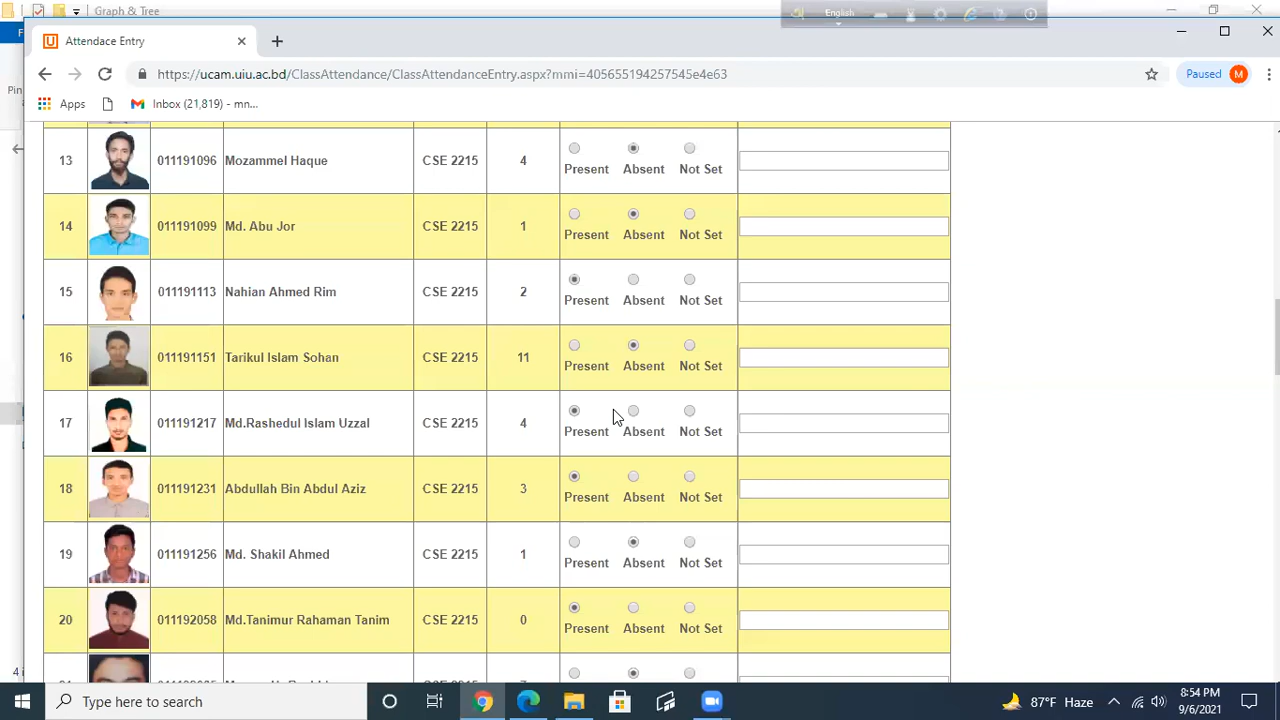 Graph & Tree
English
Attendace Entry
https://ucam.uiu.ac.bd/ClassAttendance/ClassAttendanceEntry.aspx?mmi=405655194257545e4e63
Paused M
Apps
Inbox (21,819) - mn...
Pin
13 011191096 Mozammel Haque CSE 2215 4 Present Absent Not Set
14 011191099 Md. Abu Jor CSE 2215 1 Present Absent Not Set
15 011191113 Nahian Ahmed Rim CSE 2215 2 Present Absent Not Set
16 011191151 Tarikul Islam Sohan CSE 2215 11 Present Absent Not Set
17 011191217 Md.Rashedul Islam Uzzal CSE 2215 4 Present Absent Not Set
18 011191231 Abdullah Bin Abdul Aziz CSE 2215 3 Present Absent Not Set
19 011191256 Md. Shakil Ahmed CSE 2215 1 Present Absent Not Set
20 011192058 Md.Tanimur Rahaman Tanim CSE 2215 0 Present Absent Not Set
4 i
Type here to search
87°F Haze
8:54 PM
9/6/2021